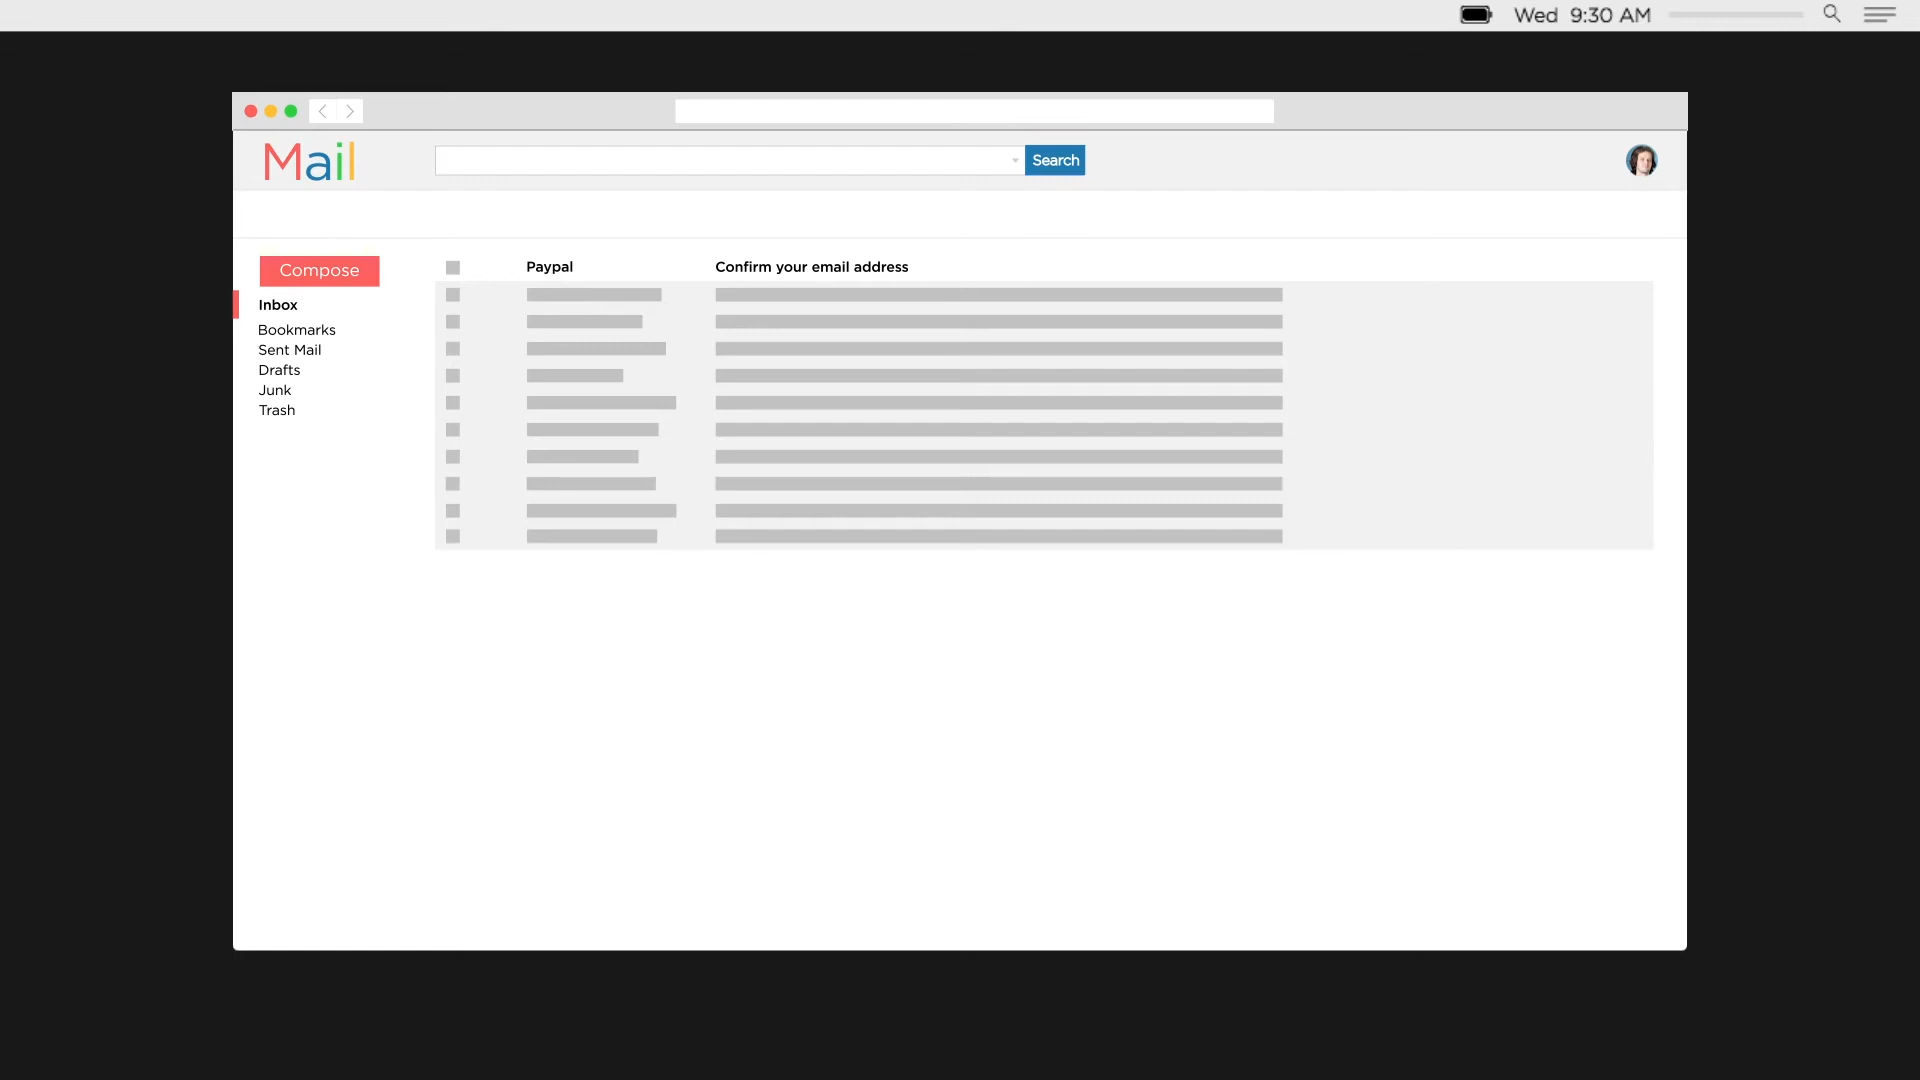 Wed 9:30 AM
Mail
Search
Compose
Paypal Confirm your email address
Inbox
Bookmarks
Sent Mail
Drafts
Junk
Trash